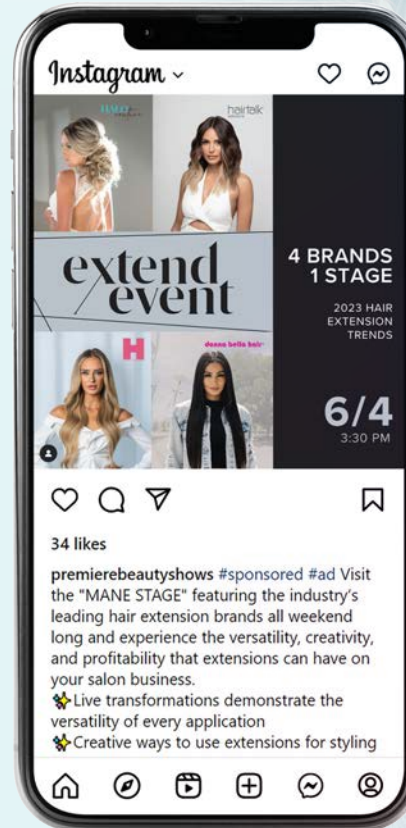 Instagram
HALO
hairtalk
extend
event
H
donna bella hair
4 BRANDS
1 STAGE
2023 HAIR
EXTENSION
TRENDS
6/4
3:30 PM
34 likes
premierebeautyshows #sponsored #ad Visit
the "MANE STAGE" featuring the industry's
leading hair extension brands all weekend
long and experience the versatility, creativity,
and profitability that extensions can have on
your salon business.
✨Live transformations demonstrate the
versatility of every application
✨Creative ways to use extensions for styling